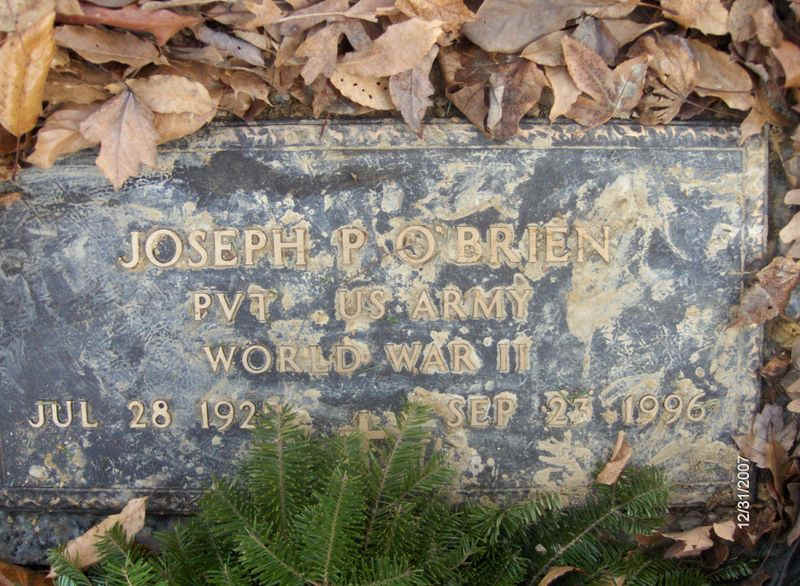 JOSEPH P O'BRIEN
PVT US ARMY
WORLD WAR II
JUL 28 SEP 23 1996
12/31/2007